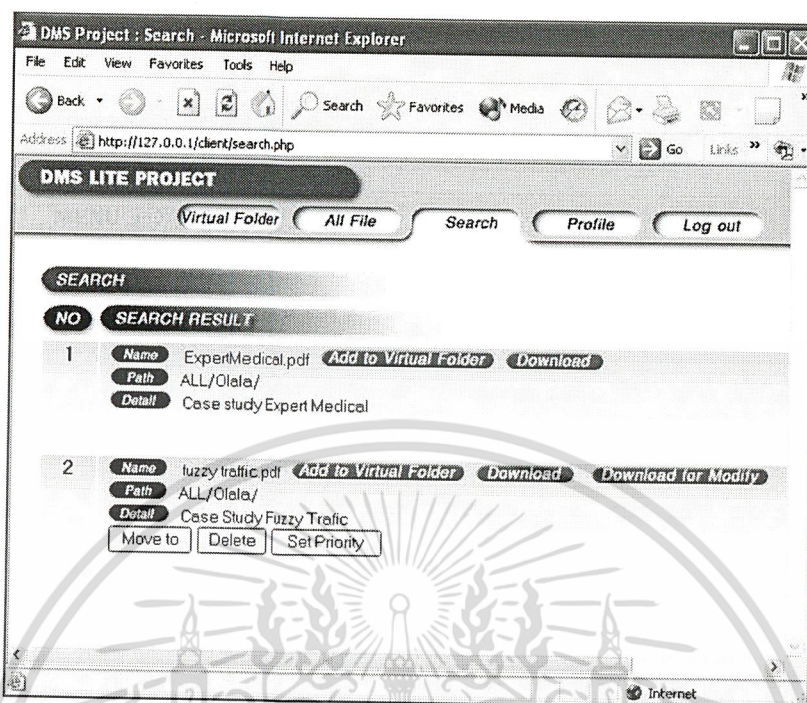 DMS Project : Search - Microsoft Internet Explorer
File Edit View Favorites Tools Help
Back Search Favorites Media »
Address http://127.0.0.1/client/search.php Go Links »
DMS LITE PROJECT
Virtual Folder All File Search Profile Log out
SEARCH
NO SEARCH RESULT
1 Name ExpertMedical.pdf Add to Virtual Folder Download
Path ALL/Olala/
Detail Case study Expert Medical
2 Name fuzzy traffic.pdf Add to Virtual Folder Download Download for Modify
Path ALL/Olala/
Detail Case Study Fuzzy Trafic
Move to Delete Set Priority
Internet